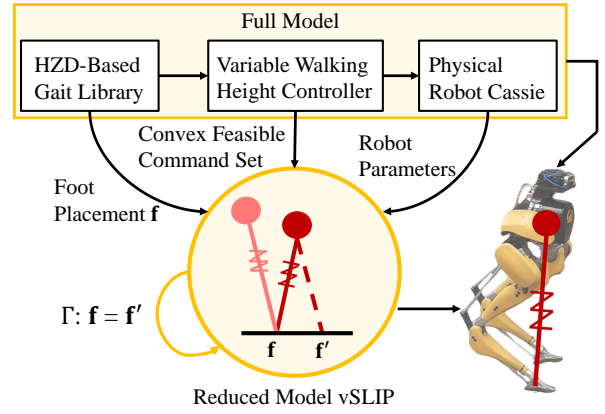 Full Model
HZD-Based
Gait Library
Variable Walking
Height Controller
Physical
Robot Cassie
Convex Feasible
Command Set
Robot
Parameters
Foot
Placement f
Γ: f = f′
f f′
Reduced Model vSLIP